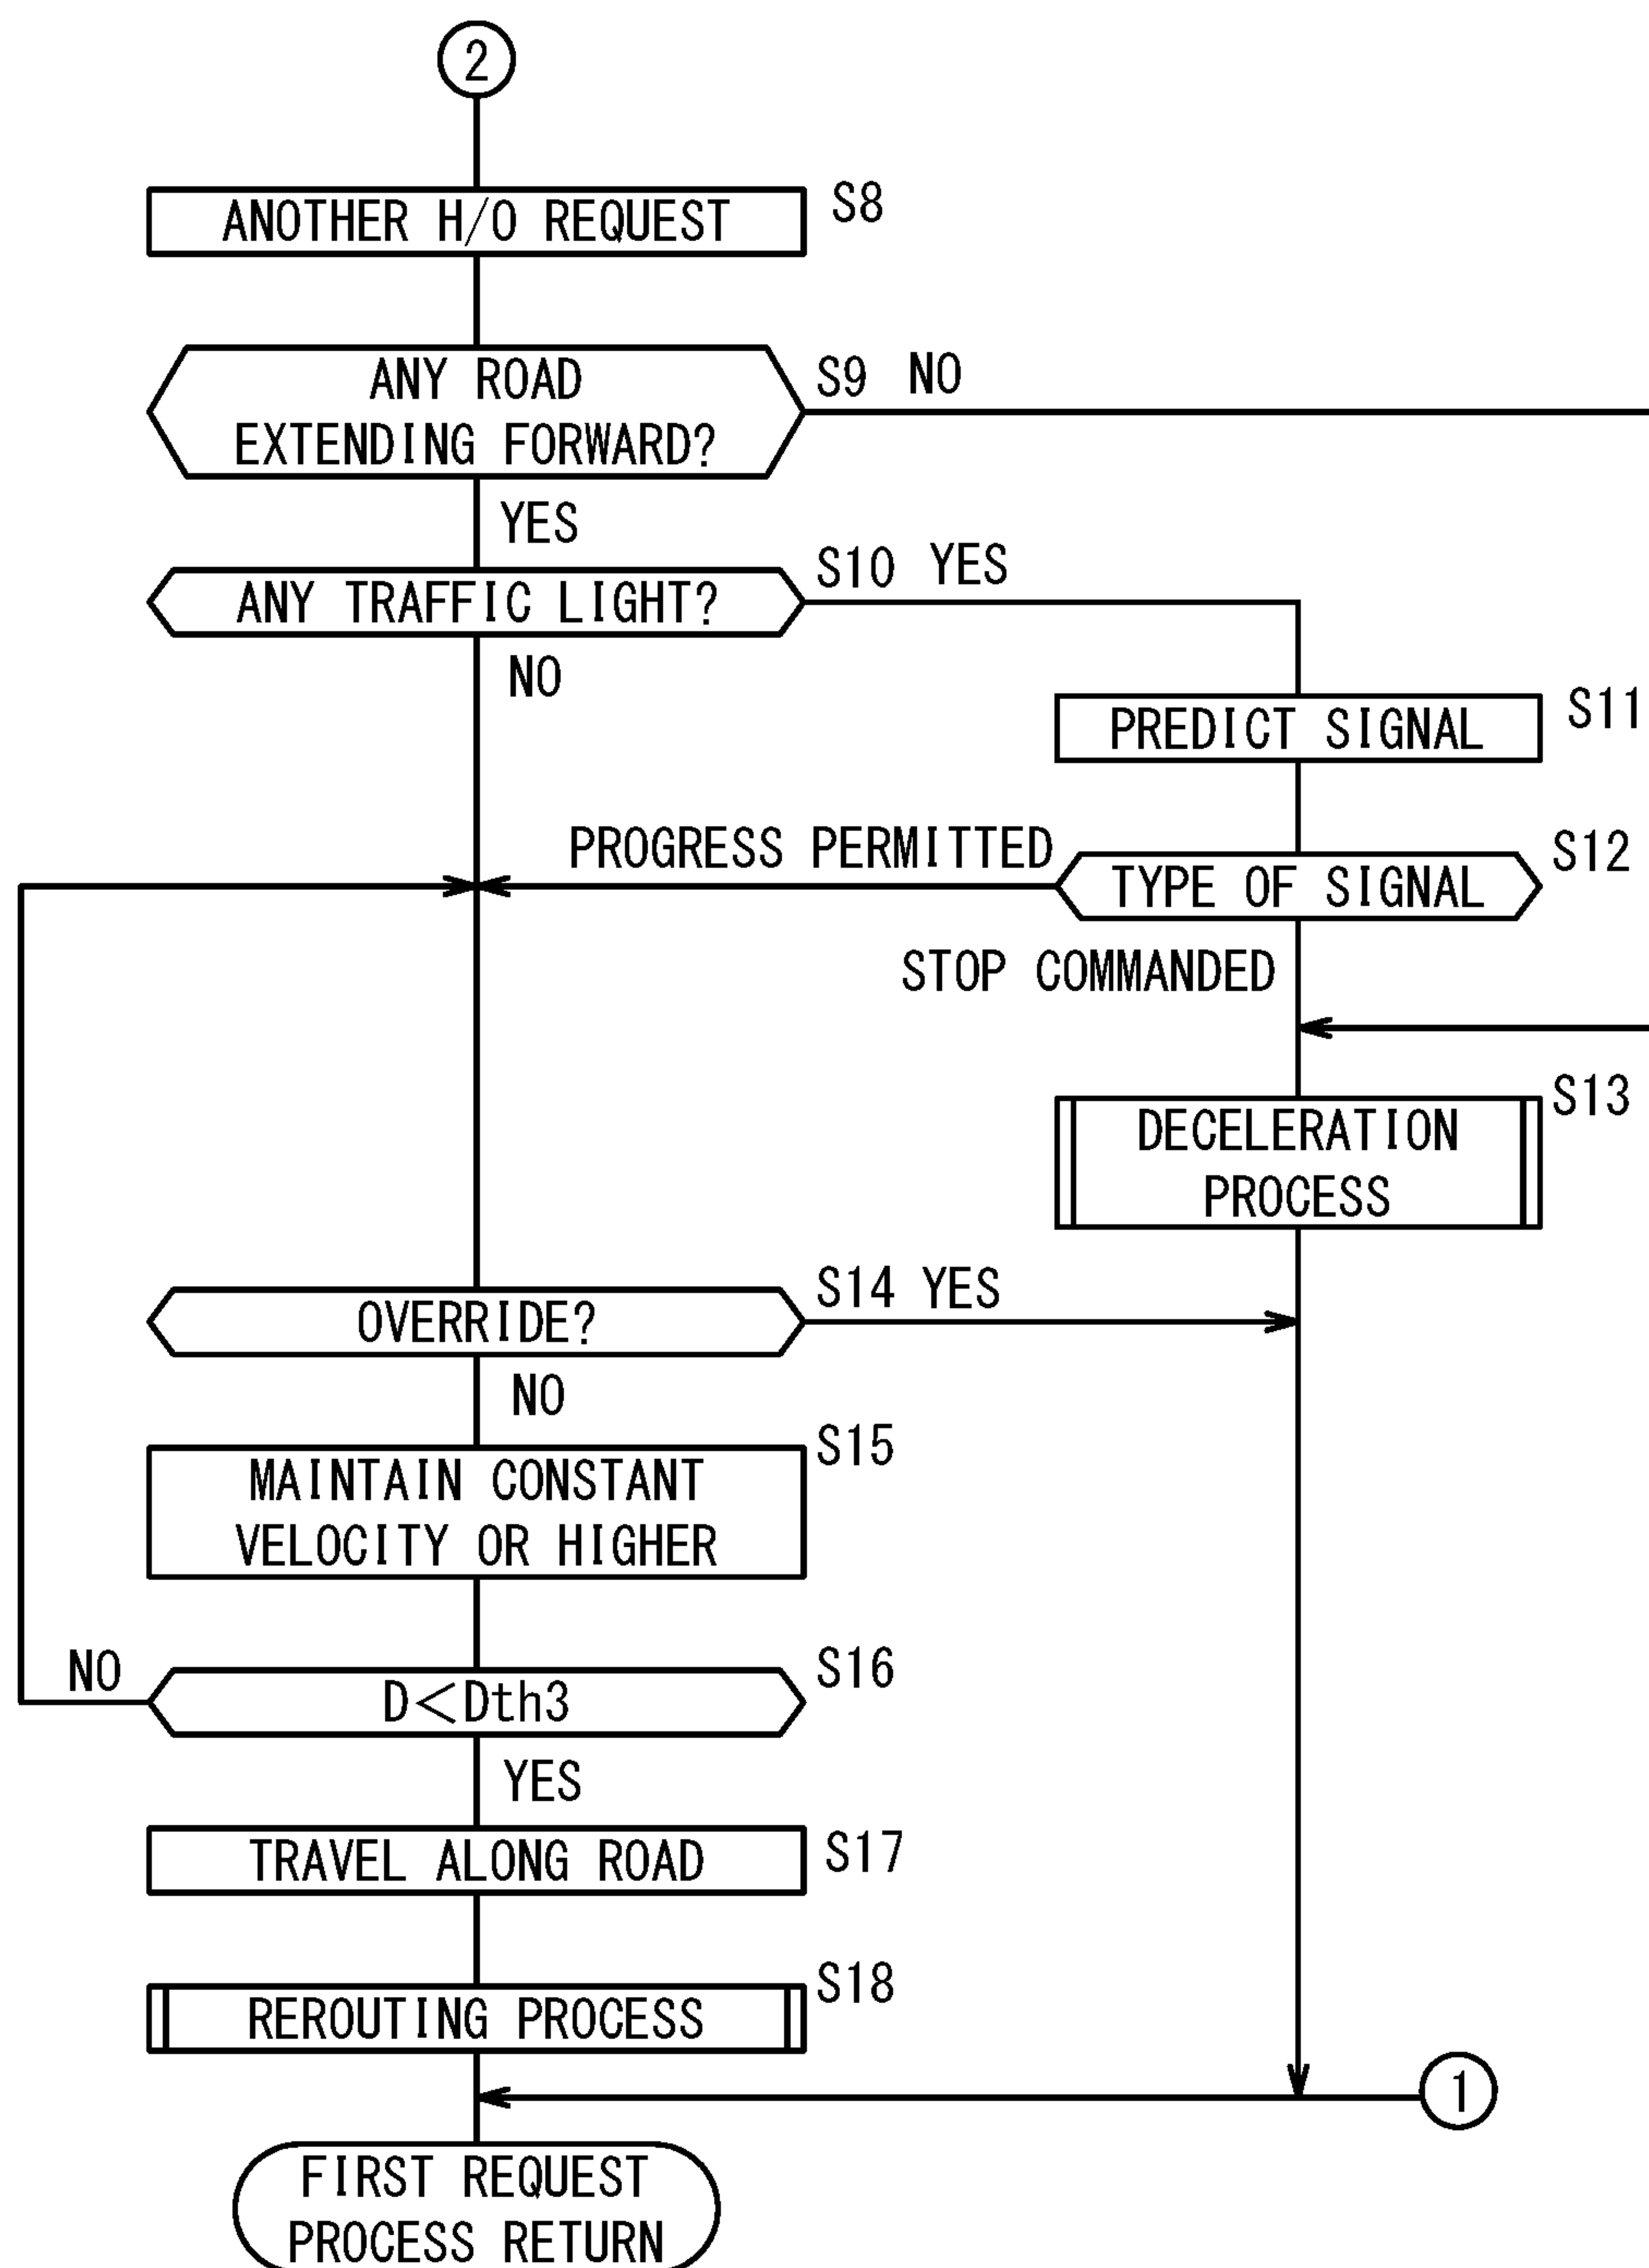 2
ANOTHER H/O REQUEST
S8
ANY ROAD
EXTENDING FORWARD?
S9 NO
YES
ANY TRAFFIC LIGHT?
S10 YES
NO
PREDICT SIGNAL
S11
PROGRESS PERMITTED
TYPE OF SIGNAL
S12
STOP COMMANDED
DECELERATION
PROCESS
S13
OVERRIDE?
S14 YES
NO
MAINTAIN CONSTANT
VELOCITY OR HIGHER
S15
NO
D<Dth3
S16
YES
TRAVEL ALONG ROAD
S17
REROUTING PROCESS
S18
1
FIRST REQUEST
PROCESS RETURN